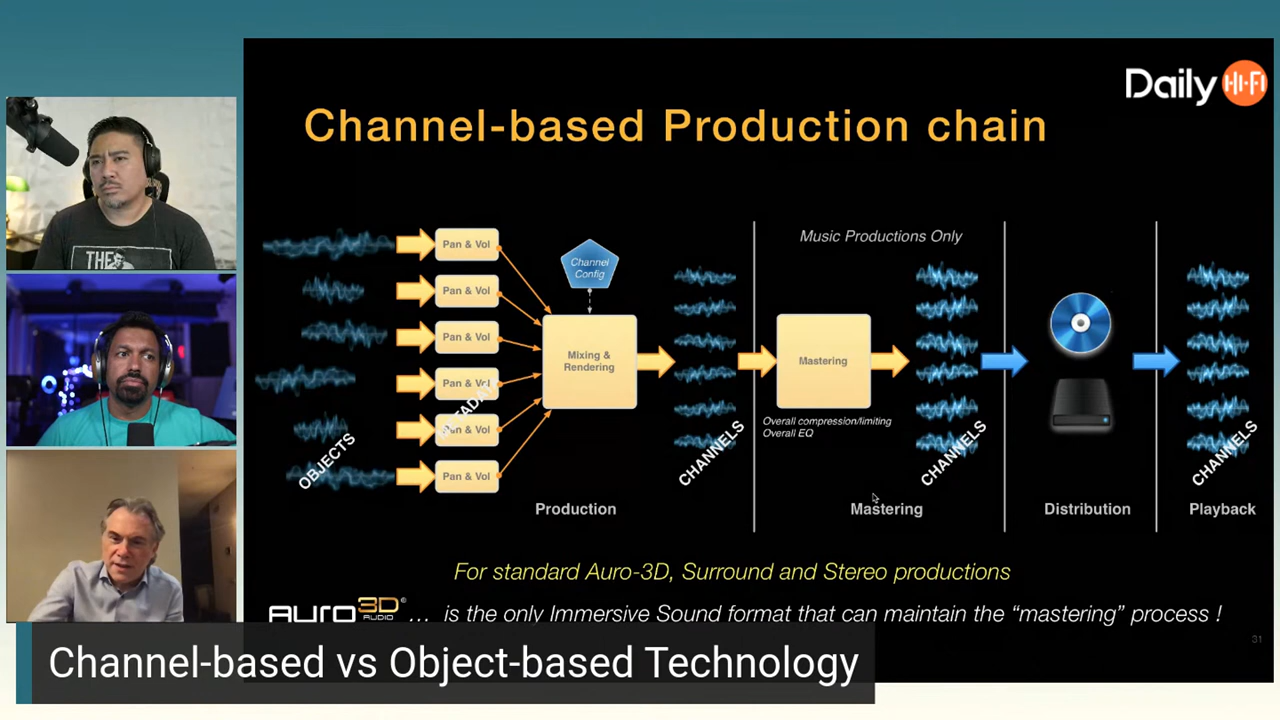 Daily HI-FI
Channel-based Production chain
Music Productions Only
Pan & Vol
Channel
Config
Pan & Vol
Pan & Vol
Mixing &
Rendering
Mastering
Pan & Vol
METADATA
Pan & Vol
Overall compression/limiting
Overall EQ
OBJECTS
CHANNELS
CHANNELS
CHANNELS
Pan & Vol
Production
Mastering
Distribution
Playback
For standard Auro-3D, Surround and Stereo productions
AURO 3D® AUDIO ... is the only Immersive Sound format that can maintain the “mastering” process !
31
Channel-based vs Object-based Technology
THE